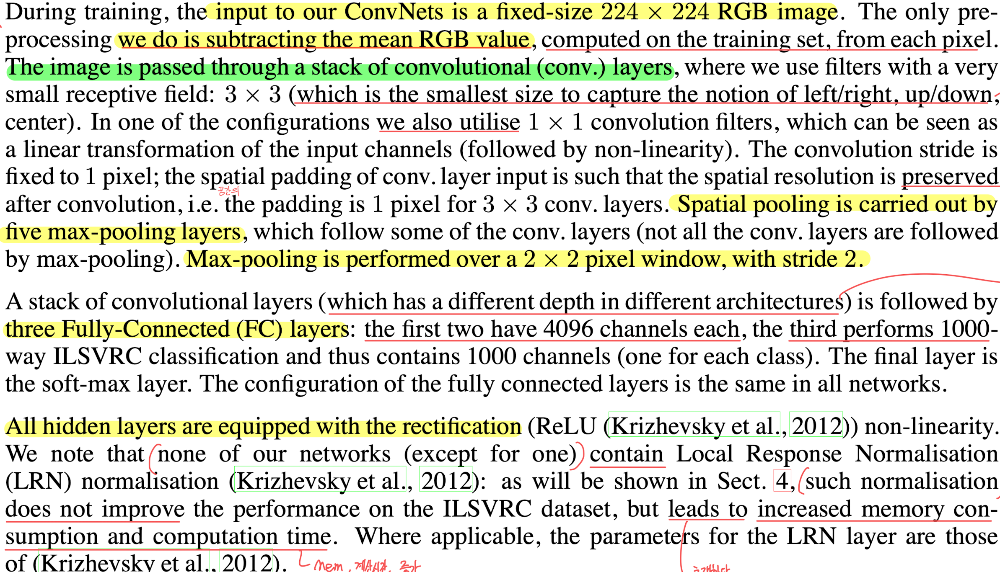 During training, the input to our ConvNets is a fixed-size 224 × 224 RGB image. The only pre-
processing we do is subtracting the mean RGB value, computed on the training set, from each pixel.
The image is passed through a stack of convolutional (conv.) layers, where we use filters with a very
small receptive field: 3 × 3 (which is the smallest size to capture the notion of left/right, up/down,
center). In one of the configurations we also utilise 1 × 1 convolution filters, which can be seen as
a linear transformation of the input channels (followed by non-linearity). The convolution stride is
fixed to 1 pixel; the spatial padding of conv. layer input is such that the spatial resolution is preserved
공간의
after convolution, i.e. the padding is 1 pixel for 3 × 3 conv. layers. Spatial pooling is carried out by
five max-pooling layers, which follow some of the conv. layers (not all the conv. layers are followed
by max-pooling). Max-pooling is performed over a 2 × 2 pixel window, with stride 2.
A stack of convolutional layers (which has a different depth in different architectures) is followed by
three Fully-Connected (FC) layers: the first two have 4096 channels each, the third performs 1000-
way ILSVRC classification and thus contains 1000 channels (one for each class). The final layer is
the soft-max layer. The configuration of the fully connected layers is the same in all networks.
All hidden layers are equipped with the rectification (ReLU (Krizhevsky et al., 2012)) non-linearity.
We note that none of our networks (except for one) contain Local Response Normalisation
(LRN) normalisation (Krizhevsky et al., 2012): as will be shown in Sect. 4, such normalisation
does not improve the performance on the ILSVRC dataset, but leads to increased memory con-
sumption and computation time. Where applicable, the parameters for the LRN layer are those
of (Krizhevsky et al., 2012).
mem, 계산시간, 증가